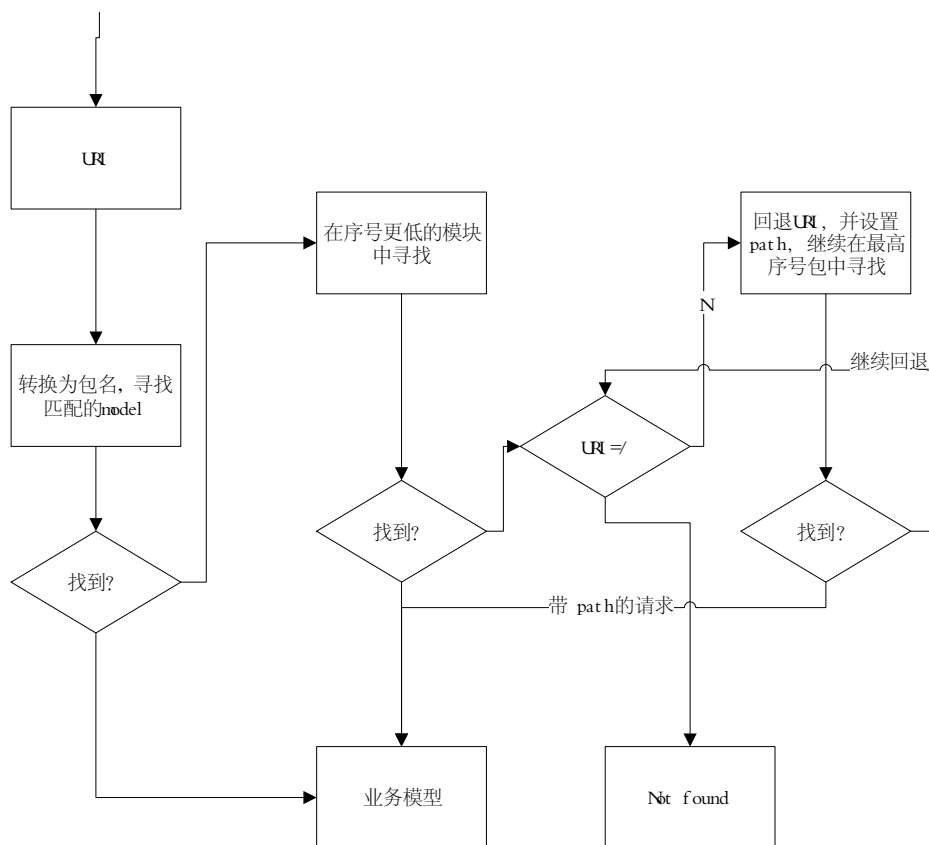 URI
在序号更低的模块
中寻找
回退URI，并设置
path，继续在最高
序号包中寻找
N
转换为包名，寻找
匹配的model
继续回退
URI=/
找到?
找到?
找到?
带 path的请求
业务模型
Not found